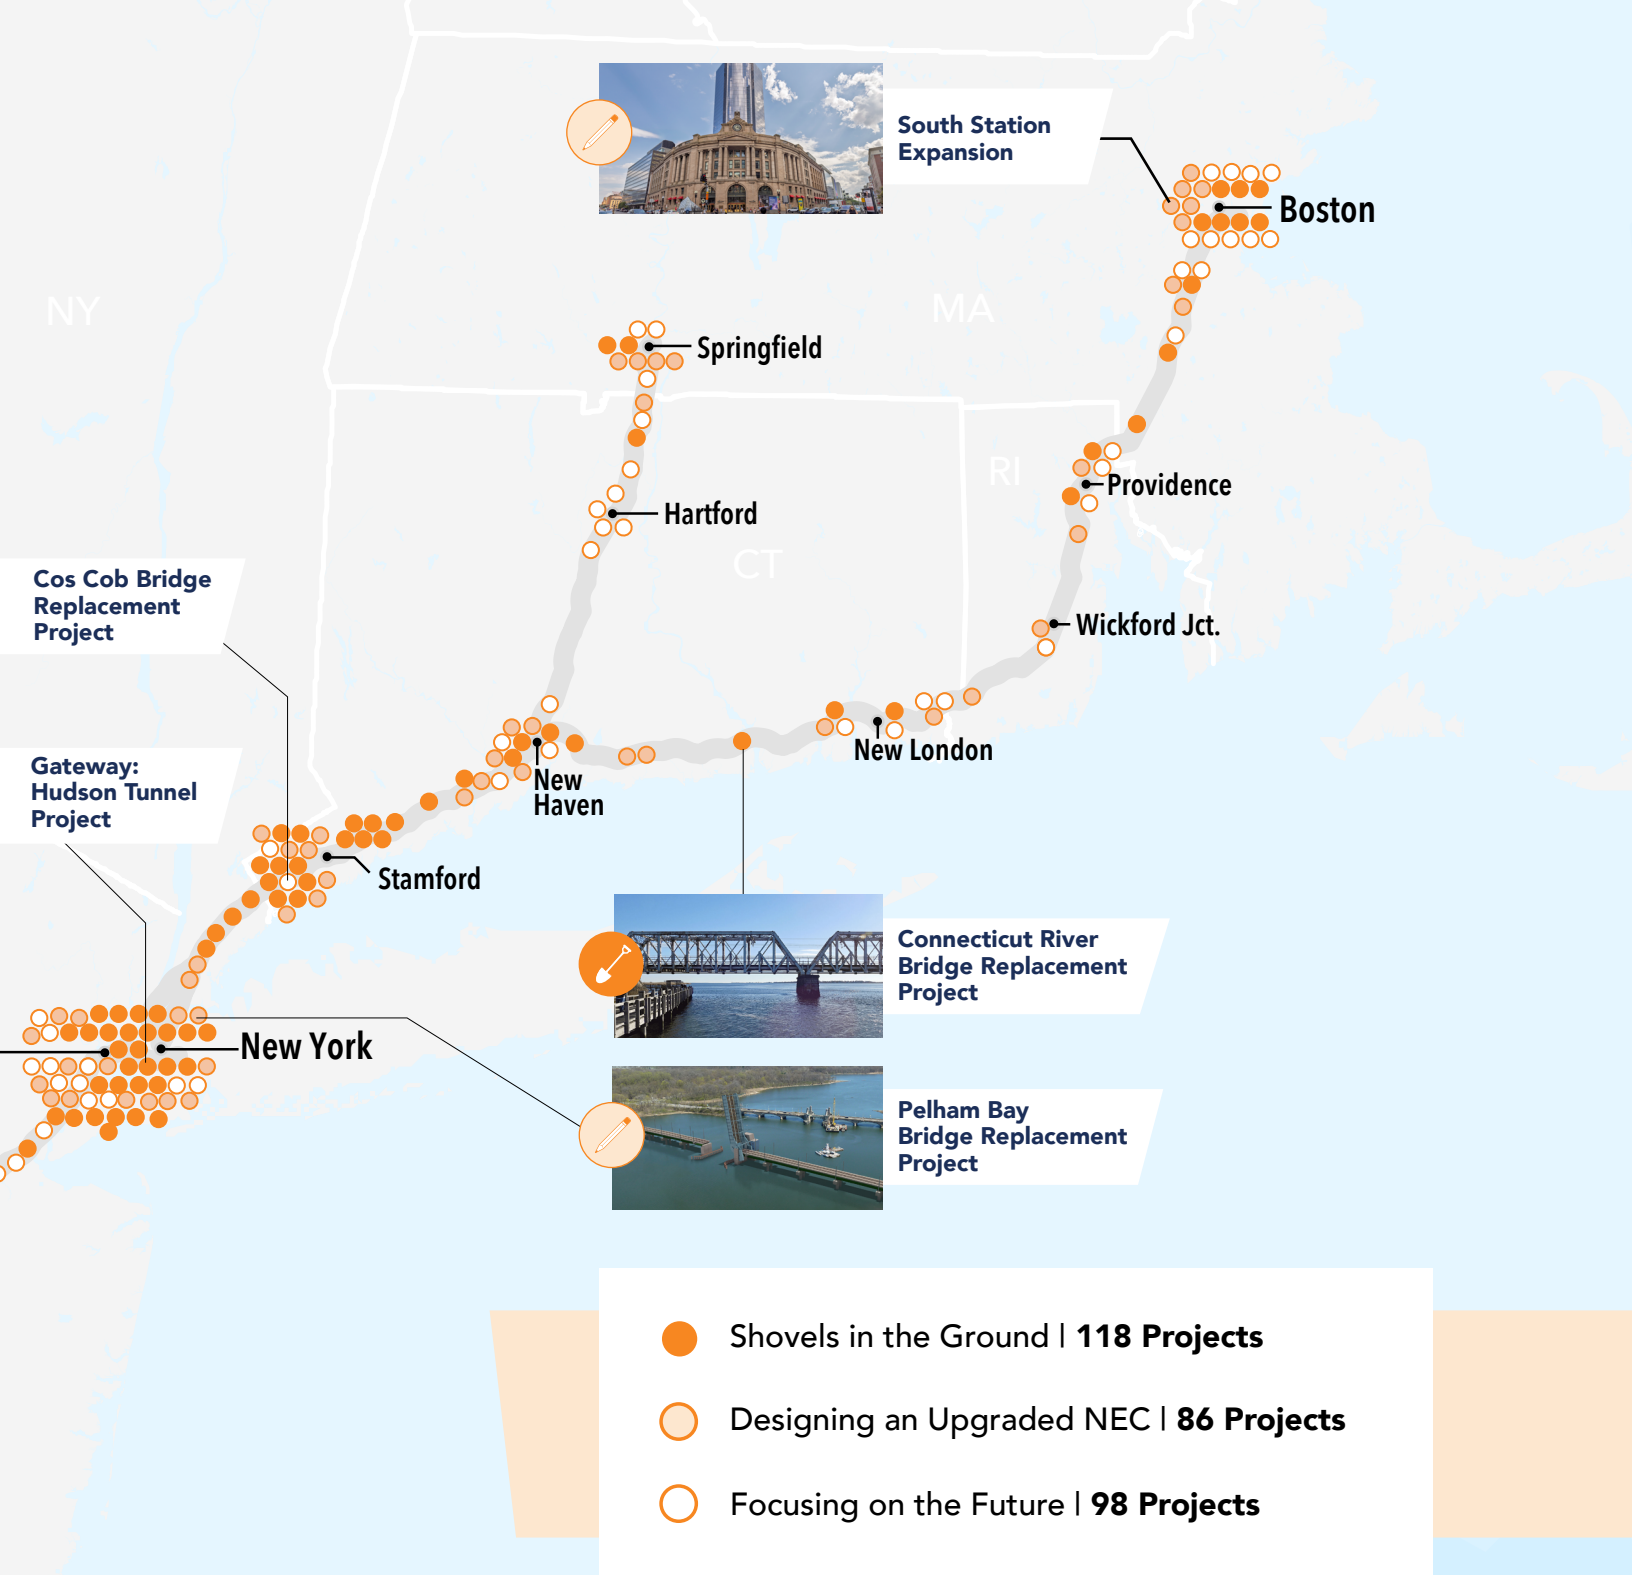 South Station
Expansion
Boston
NY
MA
Springfield
RI
Providence
Hartford
CT
Cos Cob Bridge
Replacement
Project
Wickford Jct.
New London
Gateway:
Hudson Tunnel
Project
New
Haven
Stamford
Connecticut River
Bridge Replacement
Project
New York
Pelham Bay
Bridge Replacement
Project
Shovels in the Ground | 118 Projects
Designing an Upgraded NEC | 86 Projects
Focusing on the Future | 98 Projects